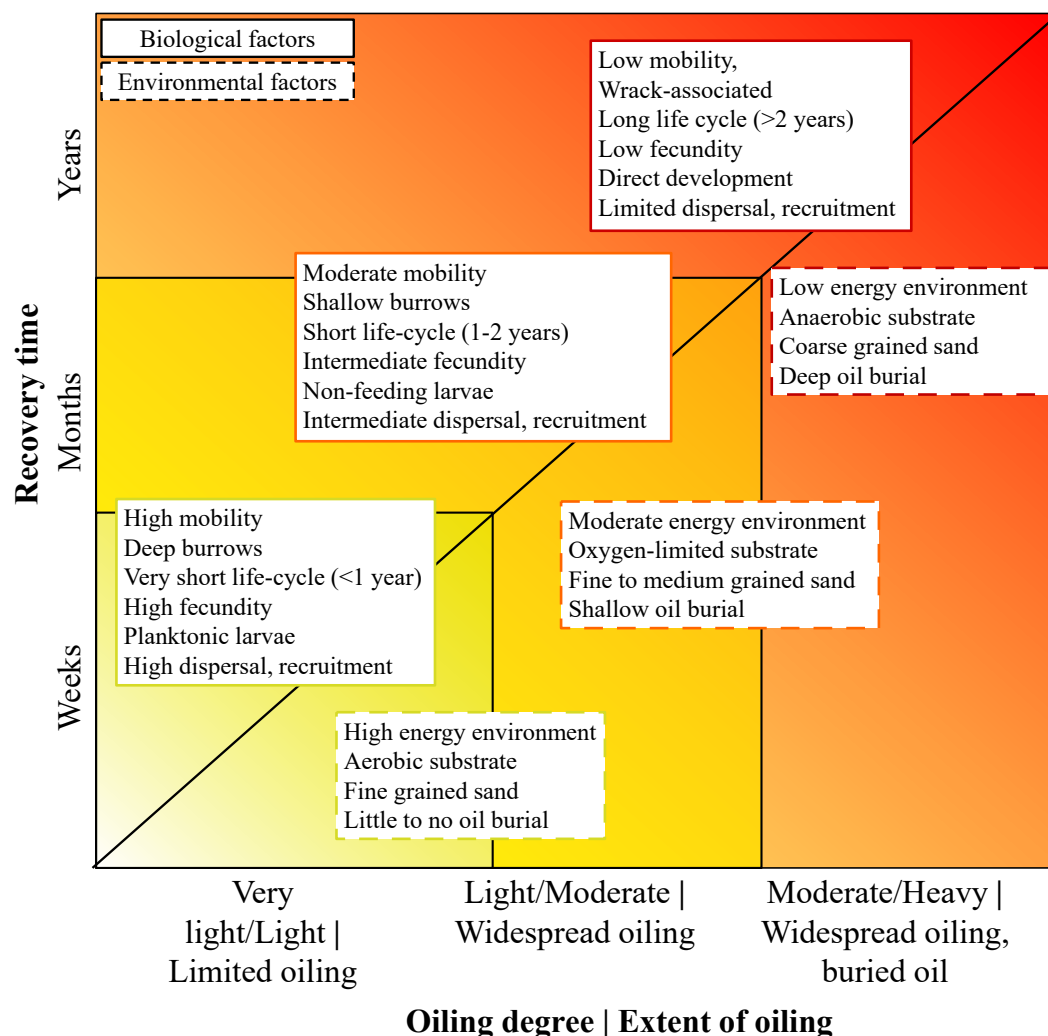 Biological factors
Environmental factors
Low mobility,
Wrack-associated
Long life cycle (>2 years)
Low fecundity
Direct development
Limited dispersal, recruitment
Years
Moderate mobility
Shallow burrows
Short life-cycle (1-2 years)
Intermediate fecundity
Non-feeding larvae
Intermediate dispersal, recruitment
Low energy environment
Anaerobic substrate
Coarse grained sand
Deep oil burial
Recovery time
Months
High mobility
Deep burrows
Very short life-cycle (<1 year)
High fecundity
Planktonic larvae
High dispersal, recruitment
Moderate energy environment
Oxygen-limited substrate
Fine to medium grained sand
Shallow oil burial
Weeks
High energy environment
Aerobic substrate
Fine grained sand
Little to no oil burial
Very
light/Light |
Limited oiling
Light/Moderate |
Widespread oiling
Moderate/Heavy |
Widespread oiling,
buried oil
Oiling degree | Extent of oiling